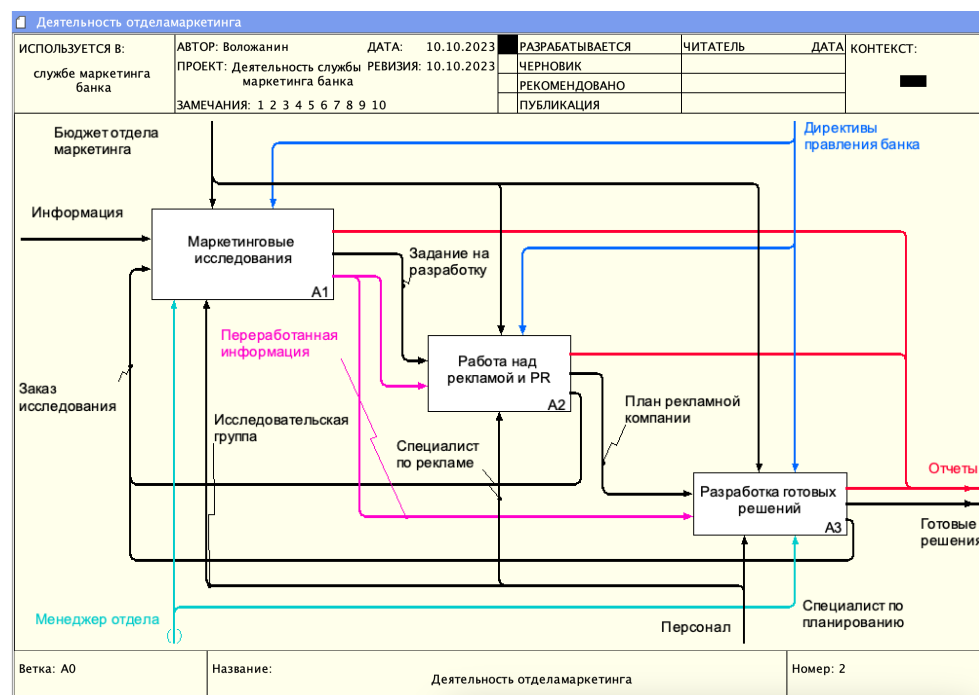 Деятельность отделамаркетинга
ИСПОЛЬЗУЕТСЯ В:
службе маркетинга
банка
АВТОР: Воложанин
ДАТА: 10.10.2023
ПРОЕКТ: Деятельность службы
маркетинга банка
РЕВИЗИЯ: 10.10.2023
ЗАМЕЧАНИЯ: 1 2 3 4 5 6 7 8 9 10
РАЗРАБАТЫВАЕТСЯ
ЧЕРНОВИК
РЕКОМЕНДОВАНО
ПУБЛИКАЦИЯ
ЧИТАТЕЛЬ
ДАТА
КОНТЕКСТ:
Бюджет отдела
маркетинга
Директивы
правления банка
Информация
Маркетинговые
исследования
A1
Задание на
разработку
Переработанная
информация
Работа над
рекламой и PR
A2
Заказ
исследования
Исследовательская
группа
Специалист
по рекламе
План рекламной
компании
Разработка готовых
решений
A3
Отчеты
Готовые
решения
Менеджер отдела
Персонал
Специалист по
планированию
Ветка: A0
Название:
Деятельность отделамаркетинга
Номер: 2